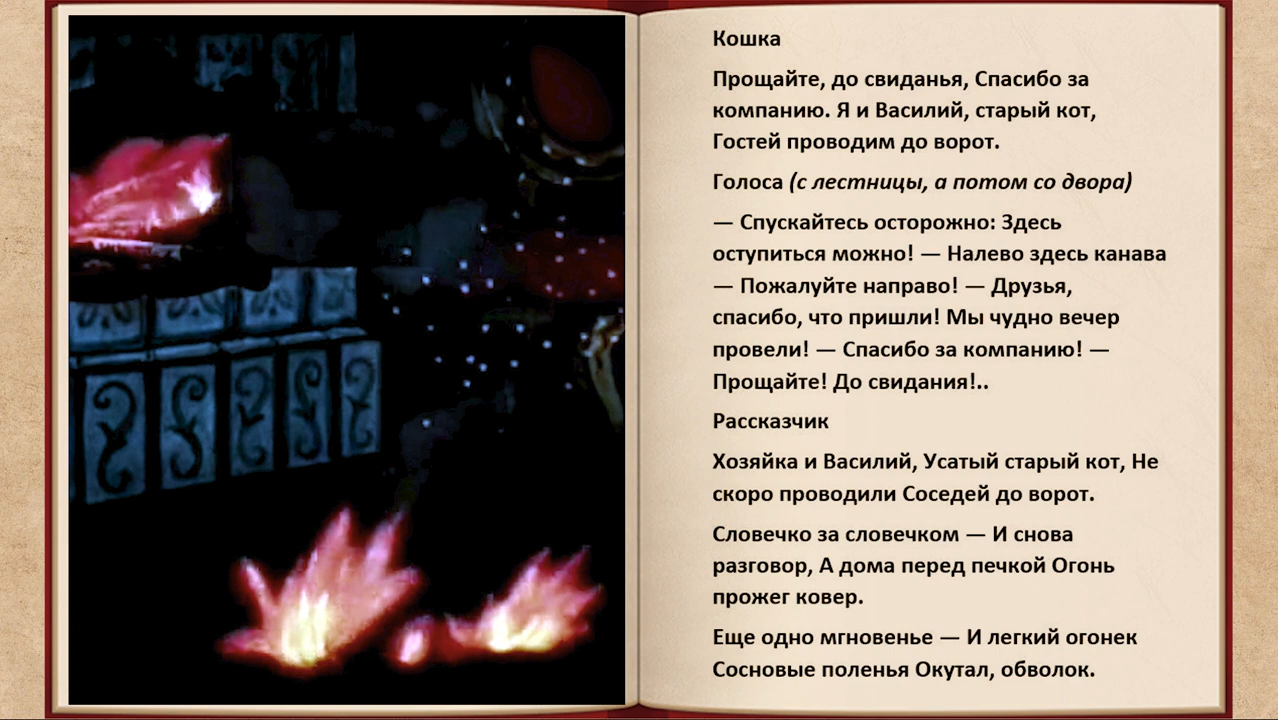 Кошка
Прощайте, до свиданья, Спасибо за
компанию. Я и Василий, старый кот,
Гостей проводим до ворот.
Голоса (с лестницы, а потом со двора)
— Спускайтесь осторожно: Здесь
оступиться можно! — Налево здесь канава
— Пожалуйте направо! — Друзья,
спасибо, что пришли! Мы чудно вечер
провели! — Спасибо за компанию! —
Прощайте! До свидания!..
Рассказчик
Хозяйка и Василий, Усатый старый кот, Не
скоро проводили Соседей до ворот.
Словечко за словечком — И снова
разговор, А дома перед печкой Огонь
прожег ковер.
Еще одно мгновенье — И легкий огонек
Сосновые поленья Окутал, обволок.